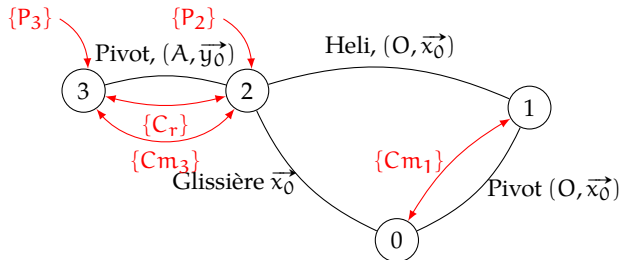 {P₃}
{P₂}
Pivot, (A, y₀→)
Heli, (O, x₀→)
3
2
1
{Cᵣ}
{Cm₃}
{Cm₁}
Glissière x₀→
Pivot (O, x₀→)
0